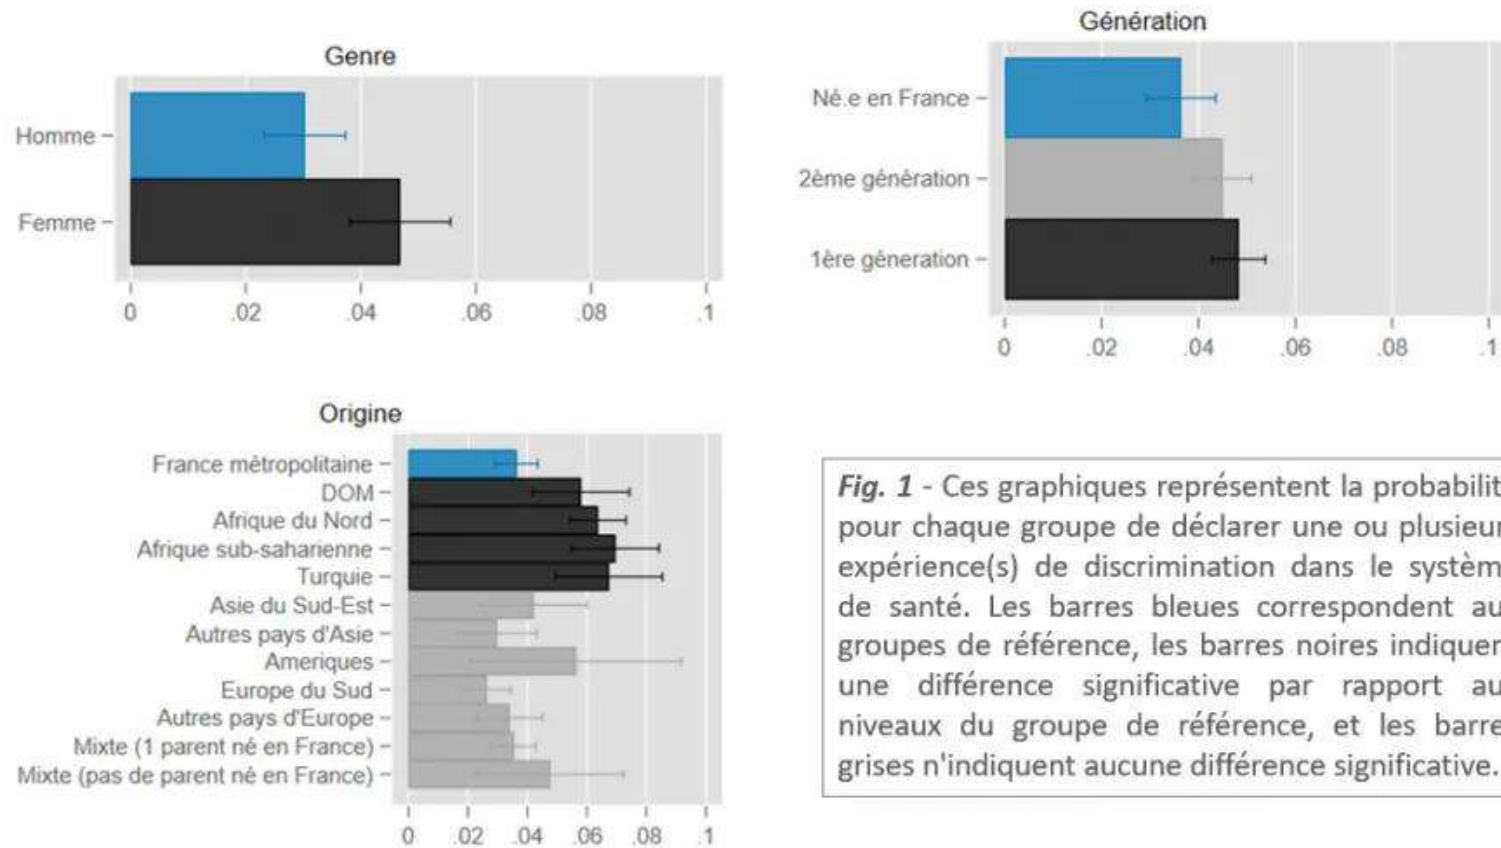 Genre
Homme
Femme
0 .02 .04 .06 .08 .1
Génération
Né.e en France
2ème génération
1ère géneration
0 .02 .04 .06 .08 .1
Origine
France métropolitaine
DOM
Afrique du Nord
Afrique sub-saharienne
Turquie
Asie du Sud-Est
Autres pays d'Asie
Ameriques
Europe du Sud
Autres pays d'Europe
Mixte (1 parent né en France)
Mixte (pas de parent né en France)
0 .02 .04 .06 .08 .1
Fig. 1 - Ces graphiques représentent la probabilit
pour chaque groupe de déclarer une ou plusieur
expérience(s) de discrimination dans le systèm
de santé. Les barres bleues correspondent au
groupes de référence, les barres noires indiquen
une différence significative par rapport au
niveaux du groupe de référence, et les barre
grises n'indiquent aucune différence significative.